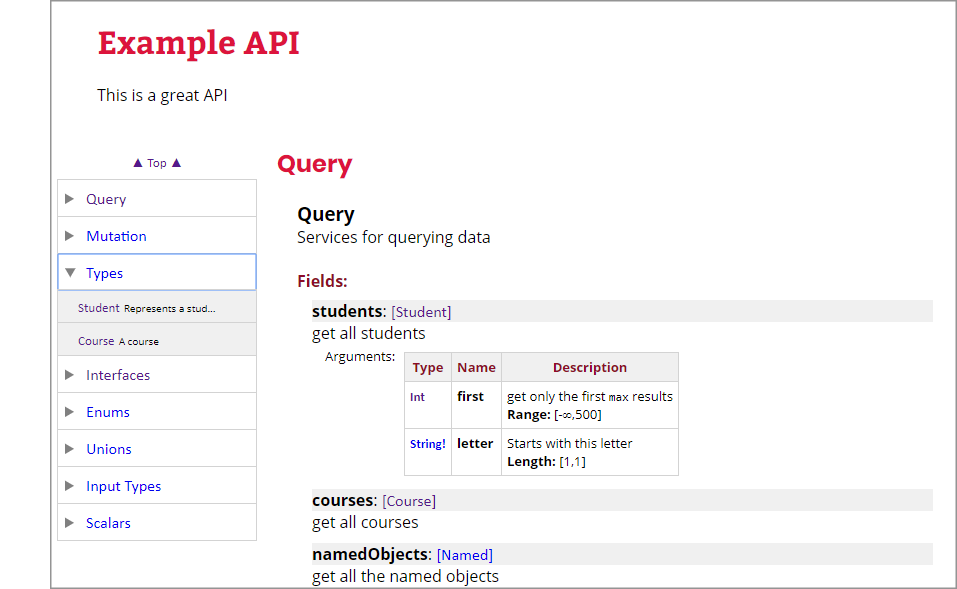 Example API
This is a great API
▲ Top ▲
Query
Mutation
Types
Student Represents a stud...
Course A course
Interfaces
Enums
Unions
Input Types
Scalars
Query
Query
Services for querying data
Fields:
students: [Student]
get all students
Arguments:
Type Name Description
Int first get only the first max results
Range: [-∞,500]
String! letter Starts with this letter
Length: [1,1]
courses: [Course]
get all courses
namedObjects: [Named]
get all the named objects